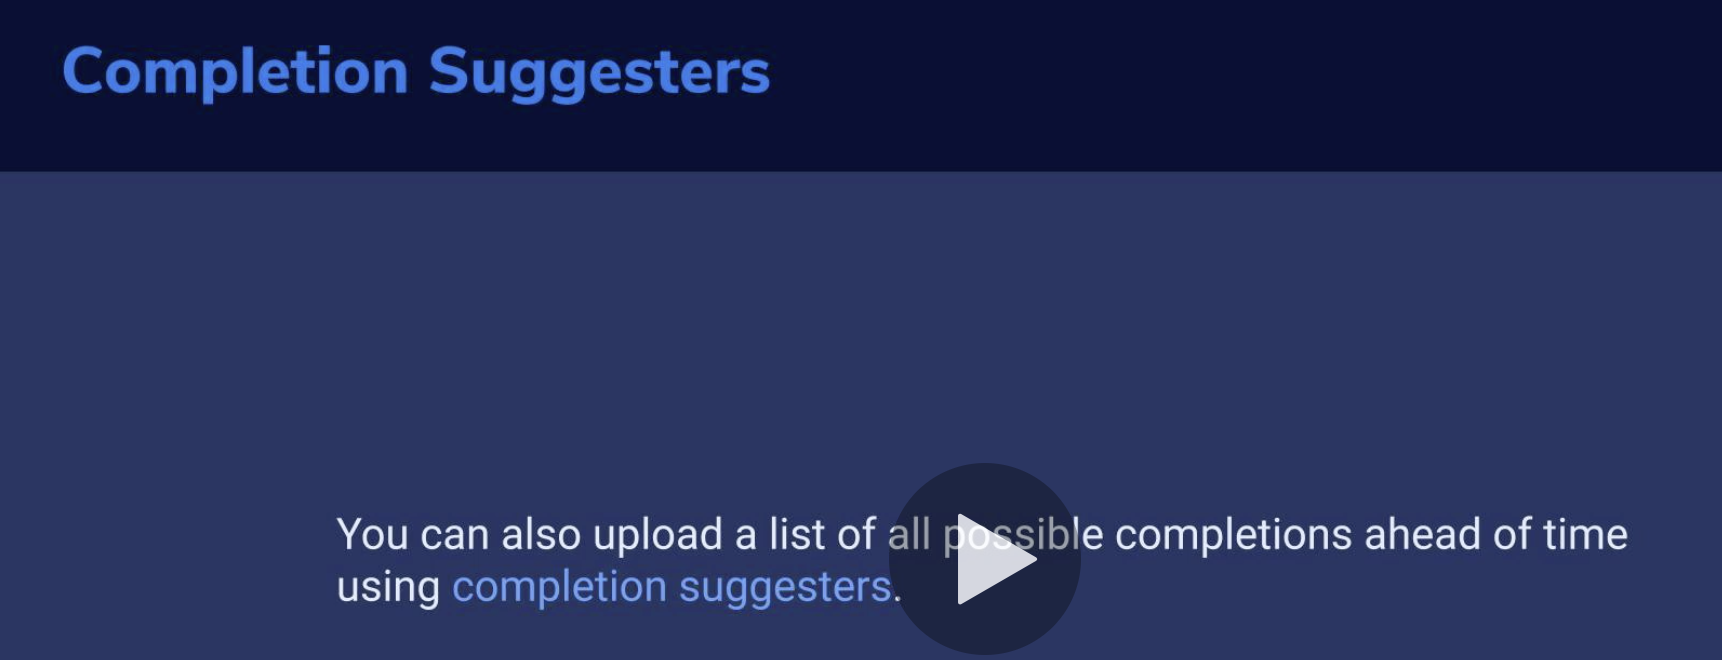 Completion Suggesters
You can also upload a list of all possible completions ahead of time
using completion suggesters.